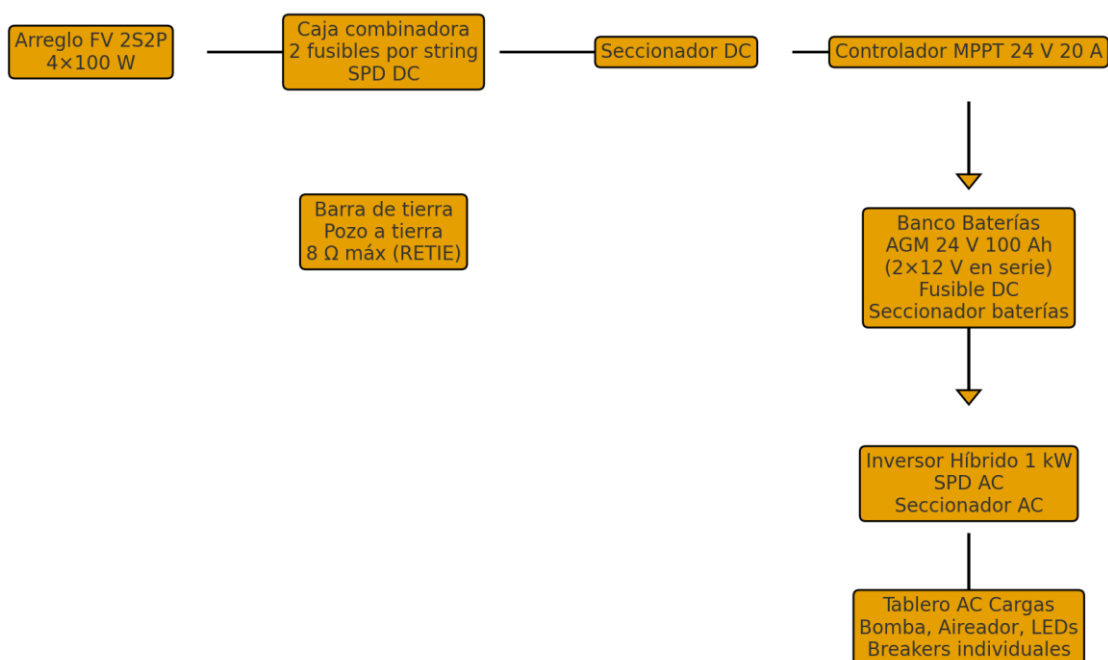 Arreglo FV 2S2P
4×100 W
Caja combinadora
2 fusibles por string
SPD DC
Seccionador DC
Controlador MPPT 24 V 20 A
Barra de tierra
Pozo a tierra
8 Ω máx (RETIE)
Banco Baterías
AGM 24 V 100 Ah
(2×12 V en serie)
Fusible DC
Seccionador baterías
Inversor Híbrido 1 kW
SPD AC
Seccionador AC
Tablero AC Cargas
Bomba, Aireador, LEDs
Breakers individuales